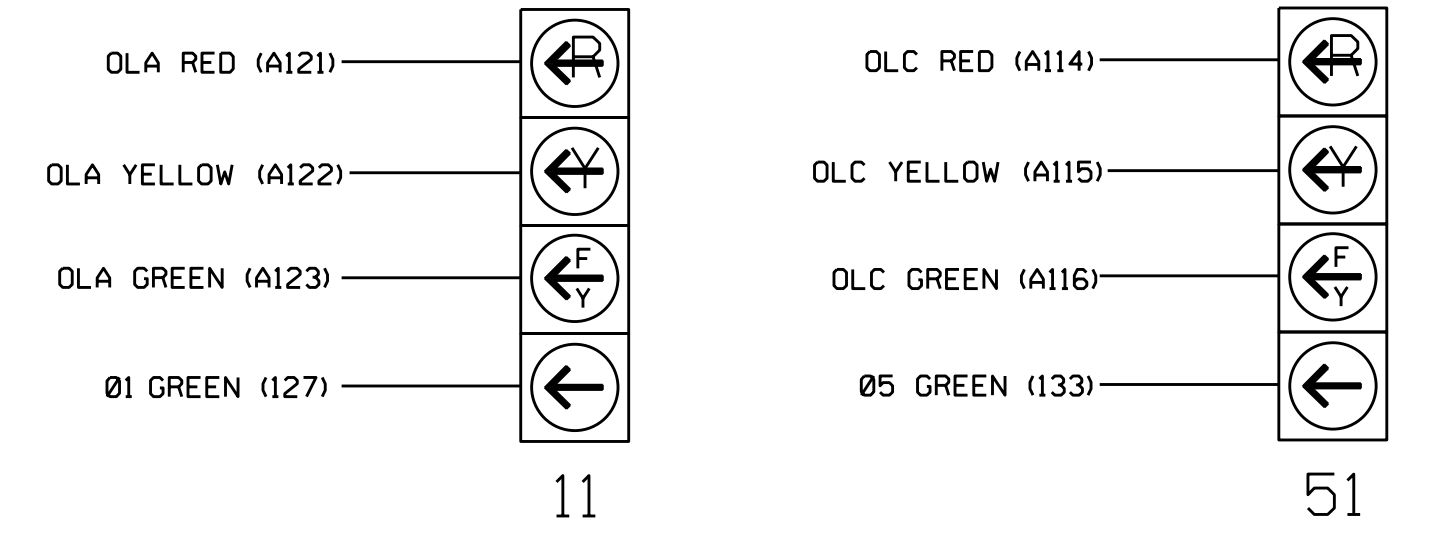 OLA RED (A121)
R
OLA YELLOW (A122)
Y
OLA GREEN (A123)
F
Y
Ø1 GREEN (127)
11
OLC RED (A114)
R
OLC YELLOW (A115)
Y
OLC GREEN (A116)
F
Y
Ø5 GREEN (133)
51